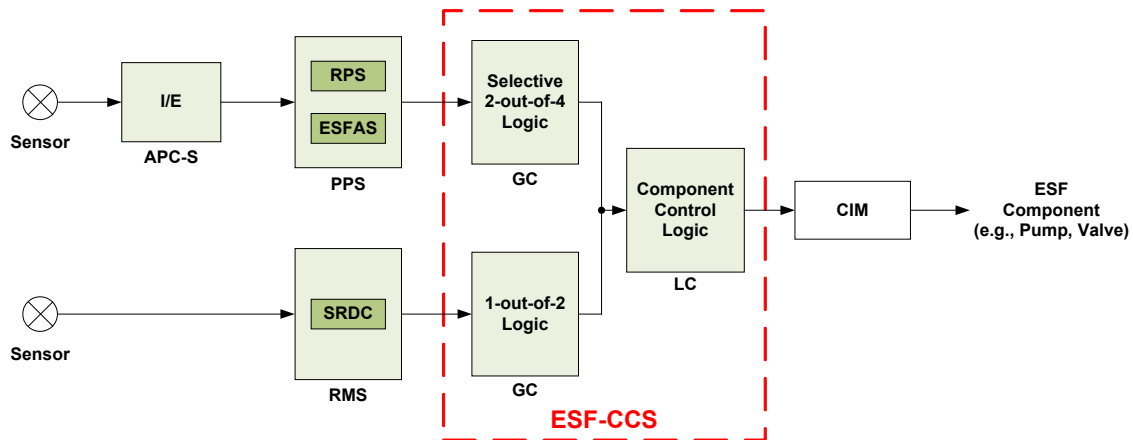 Sensor
I/E
APC-S
RPS
ESFAS
PPS
Selective
2-out-of-4
Logic
GC
Component
Control
Logic
LC
CIM
ESF
Component
(e.g., Pump, Valve)
Sensor
SRDC
RMS
1-out-of-2
Logic
GC
ESF-CCS